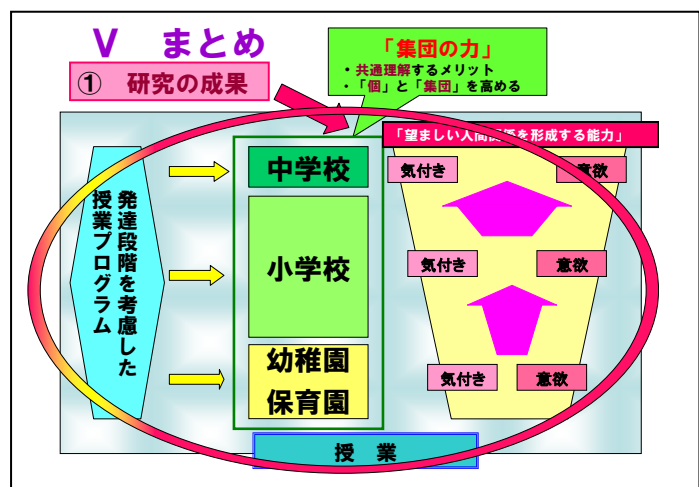 Ⅴ　まとめ
①　研究の成果
「集団の力」
・共通理解するメリット
・「個」と「集団」を高める
「望ましい人間関係を形成する能力」
発達段階を考慮した
授業プログラム
中学校
小学校
幼稚園
保育園
気付き
意欲
気付き
意欲
気付き
意欲
授　業